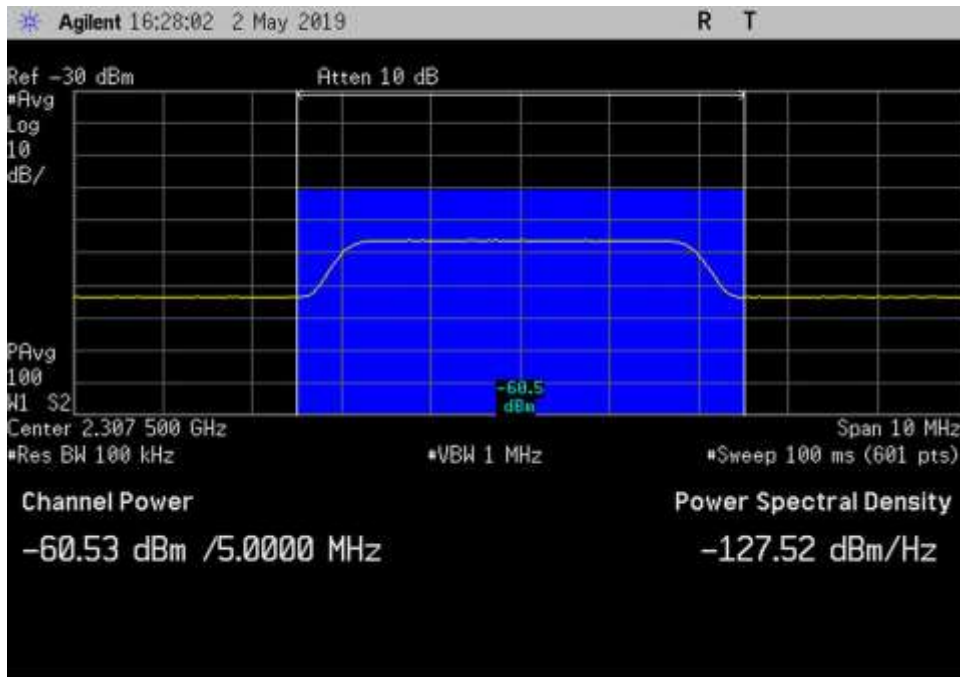 Agilent 16:28:02 2 May 2019 R T
Ref -30 dBm Atten 10 dB
#Avg
Log
10
dB/
PAvg
100
W1 S2
-60.5
dBm
Center 2.307 500 GHz Span 10 MHz
#Res BW 100 kHz #VBW 1 MHz #Sweep 100 ms (601 pts)
Channel Power Power Spectral Density
-60.53 dBm /5.0000 MHz -127.52 dBm/Hz